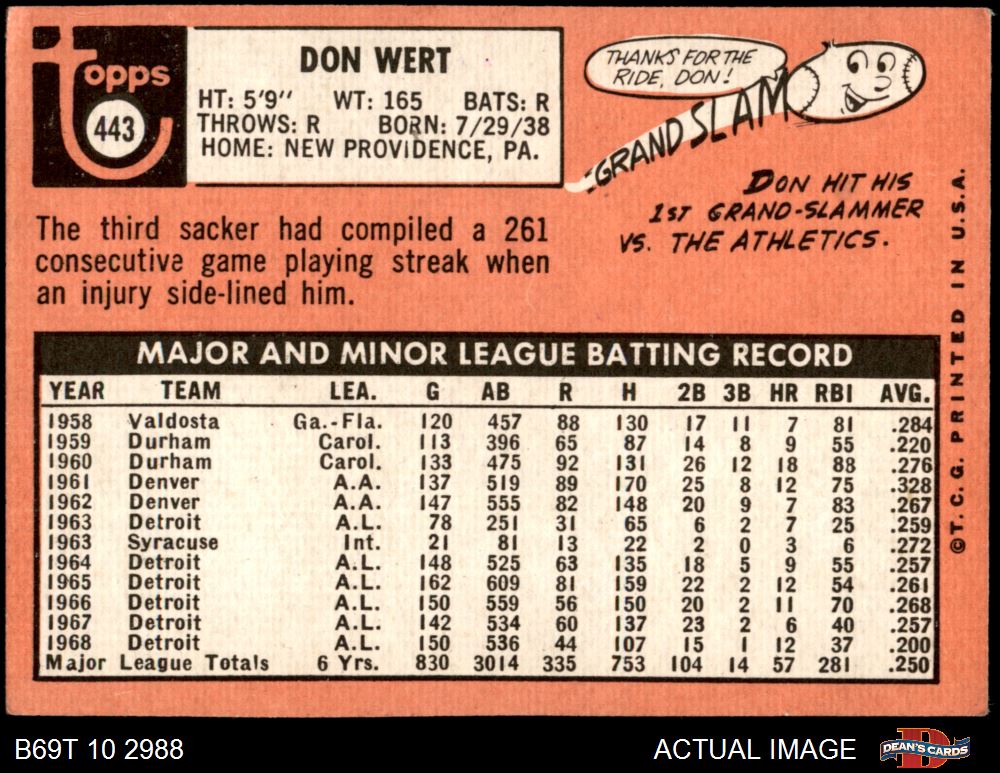 Topps
443
DON WERT
HT: 5'9" WT: 165 BATS: R
THROWS: R BORN: 7/29/38
HOME: NEW PROVIDENCE, PA.
THANKS FOR THE
RIDE, DON!
GRAND SLAM
DON HIT HIS
1ST GRAND-SLAMMER
VS. THE ATHLETICS.
The third sacker had compiled a 261
consecutive game playing streak when
an injury side-lined him.
MAJOR AND MINOR LEAGUE BATTING RECORD
YEAR TEAM LEA. G AB R H 2B 3B HR RBI AVG.
1958 Valdosta Ga.-Fla. 120 457 88 130 17 11 7 81 .284
1959 Durham Carol. 113 396 65 87 14 8 9 55 .220
1960 Durham Carol. 133 475 92 131 26 12 18 88 .276
1961 Denver A.A. 137 519 89 170 25 8 12 75 .328
1962 Denver A.A. 147 555 82 148 20 9 7 83 .267
1963 Detroit A.L. 78 251 31 65 6 2 7 25 .259
1963 Syracuse Int. 21 81 13 22 2 0 3 6 .272
1964 Detroit A.L. 148 525 63 135 18 5 9 55 .257
1965 Detroit A.L. 162 609 81 159 22 2 12 54 .261
1966 Detroit A.L. 150 559 56 150 20 2 11 70 .268
1967 Detroit A.L. 142 534 60 137 23 2 6 40 .257
1968 Detroit A.L. 150 536 44 107 15 1 12 37 .200
Major League Totals 6 Yrs. 830 3014 335 753 104 14 57 281 .250
©T.C.G. PRINTED IN U.S.A.
B69T 10 2988
ACTUAL IMAGE
DEAN'S CARDS